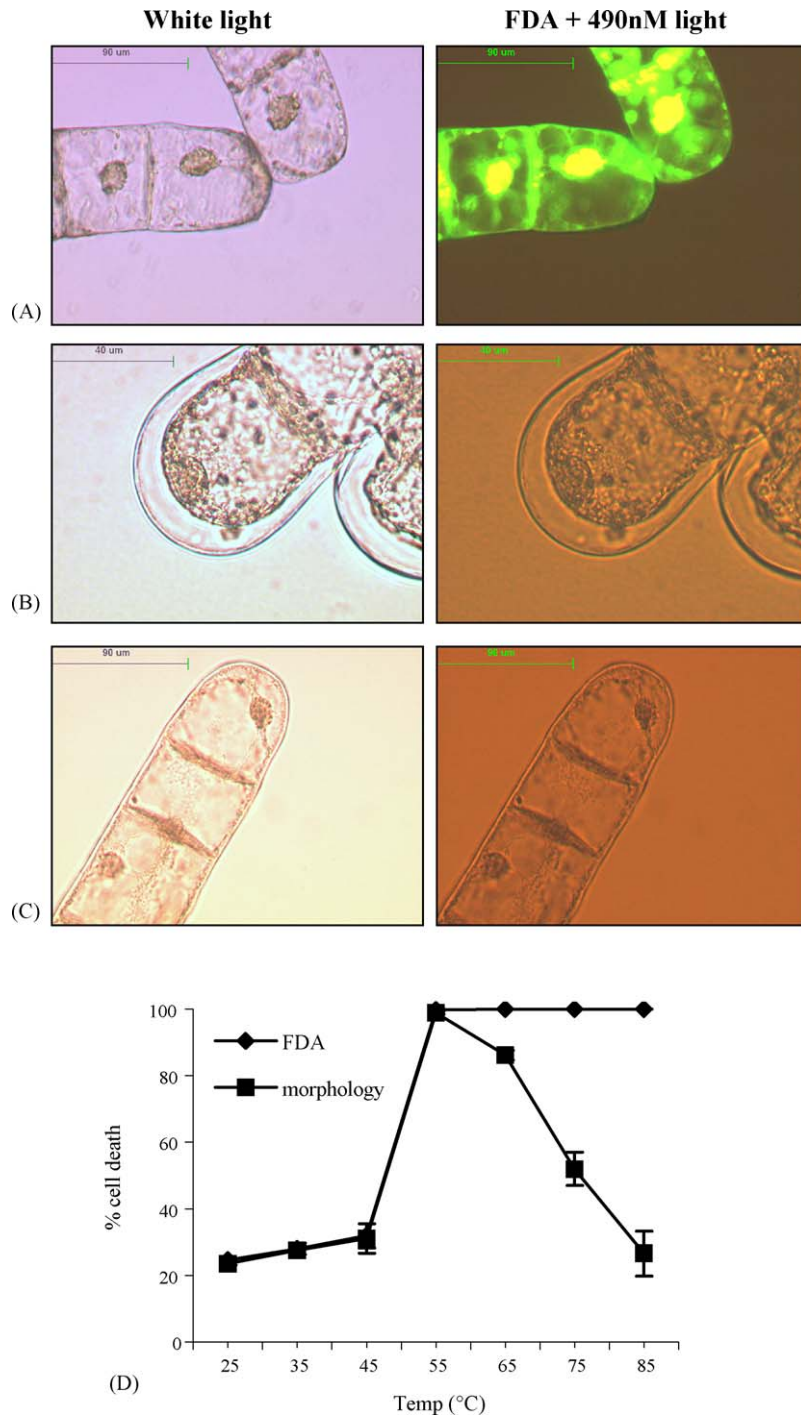 White light
FDA + 490nM light
90 um
90 um
(A)
40 um
40 um
(B)
90 um
90 um
(C)
100
80
60
40
20
0
% cell death
FDA
morphology
25 35 45 55 65 75 85
Temp (°C)
(D)